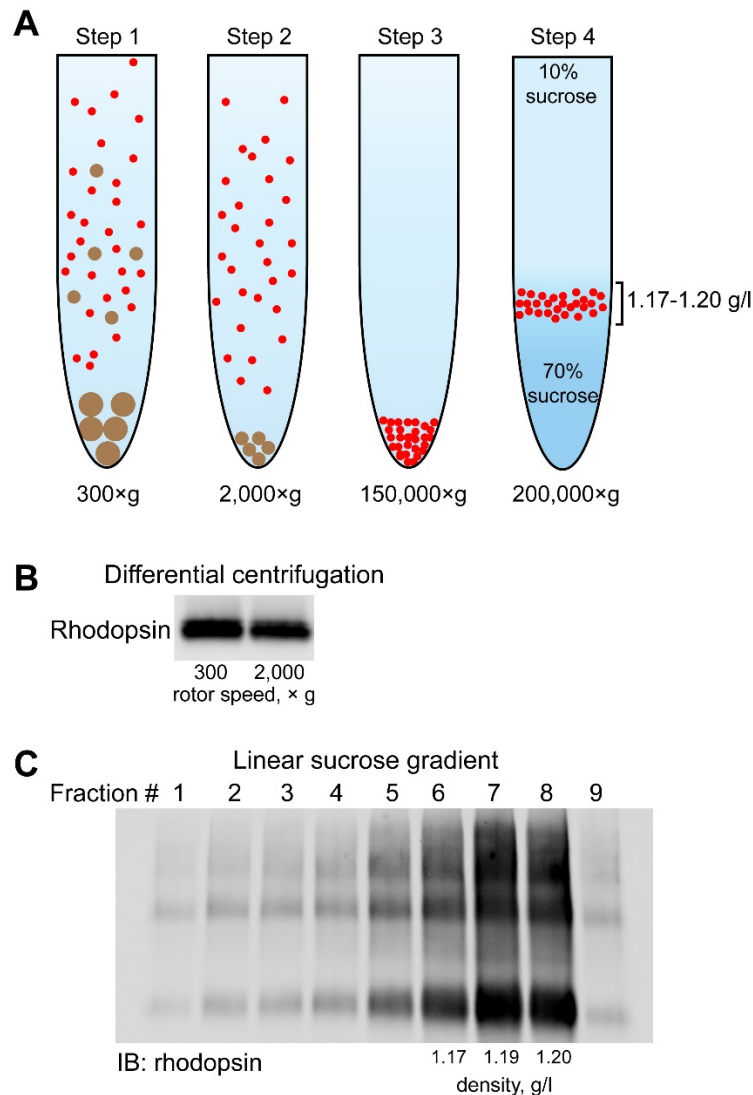 A
Step 1 Step 2 Step 3 Step 4
10%
sucrose
1.17-1.20 g/l
70%
sucrose
300×g 2,000×g 150,000×g 200,000×g
B
Differential centrifugation
Rhodopsin
300 2,000
rotor speed, × g
C
Linear sucrose gradient
Fraction # 1 2 3 4 5 6 7 8 9
IB: rhodopsin 1.17 1.19 1.20
density, g/l